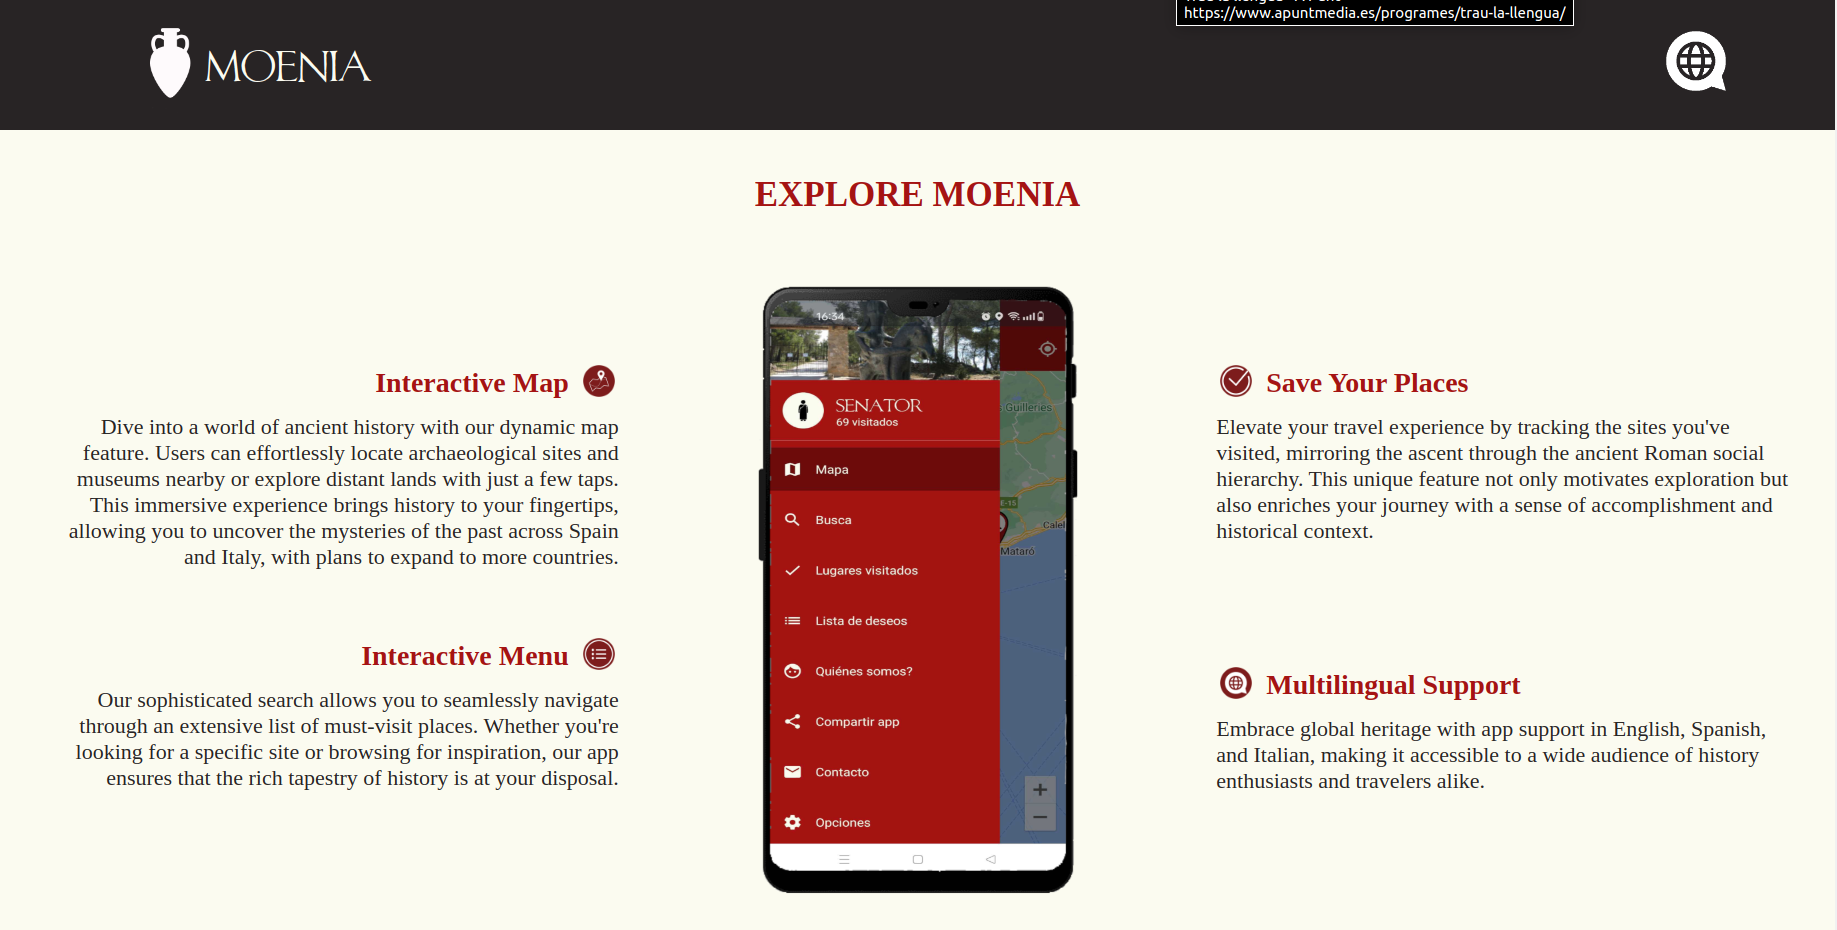 https://www.apuntmedia.es/programes/trau-la-llengua/
MOENIA
EXPLORE MOENIA
Interactive Map
Dive into a world of ancient history with our dynamic map
feature. Users can effortlessly locate archaeological sites and
museums nearby or explore distant lands with just a few taps.
This immersive experience brings history to your fingertips,
allowing you to uncover the mysteries of the past across Spain
and Italy, with plans to expand to more countries.
Interactive Menu
Our sophisticated search allows you to seamlessly navigate
through an extensive list of must-visit places. Whether you're
looking for a specific site or browsing for inspiration, our app
ensures that the rich tapestry of history is at your disposal.
16:34
SENATOR
69 visitados
Mapa
Busca
Lugares visitados
Lista de deseos
Quiénes somos?
Compartir app
Contacto
Opciones
Guilleries
E-15
Calel
Mataró
Save Your Places
Elevate your travel experience by tracking the sites you've
visited, mirroring the ascent through the ancient Roman social
hierarchy. This unique feature not only motivates exploration but
also enriches your journey with a sense of accomplishment and
historical context.
Multilingual Support
Embrace global heritage with app support in English, Spanish,
and Italian, making it accessible to a wide audience of history
enthusiasts and travelers alike.